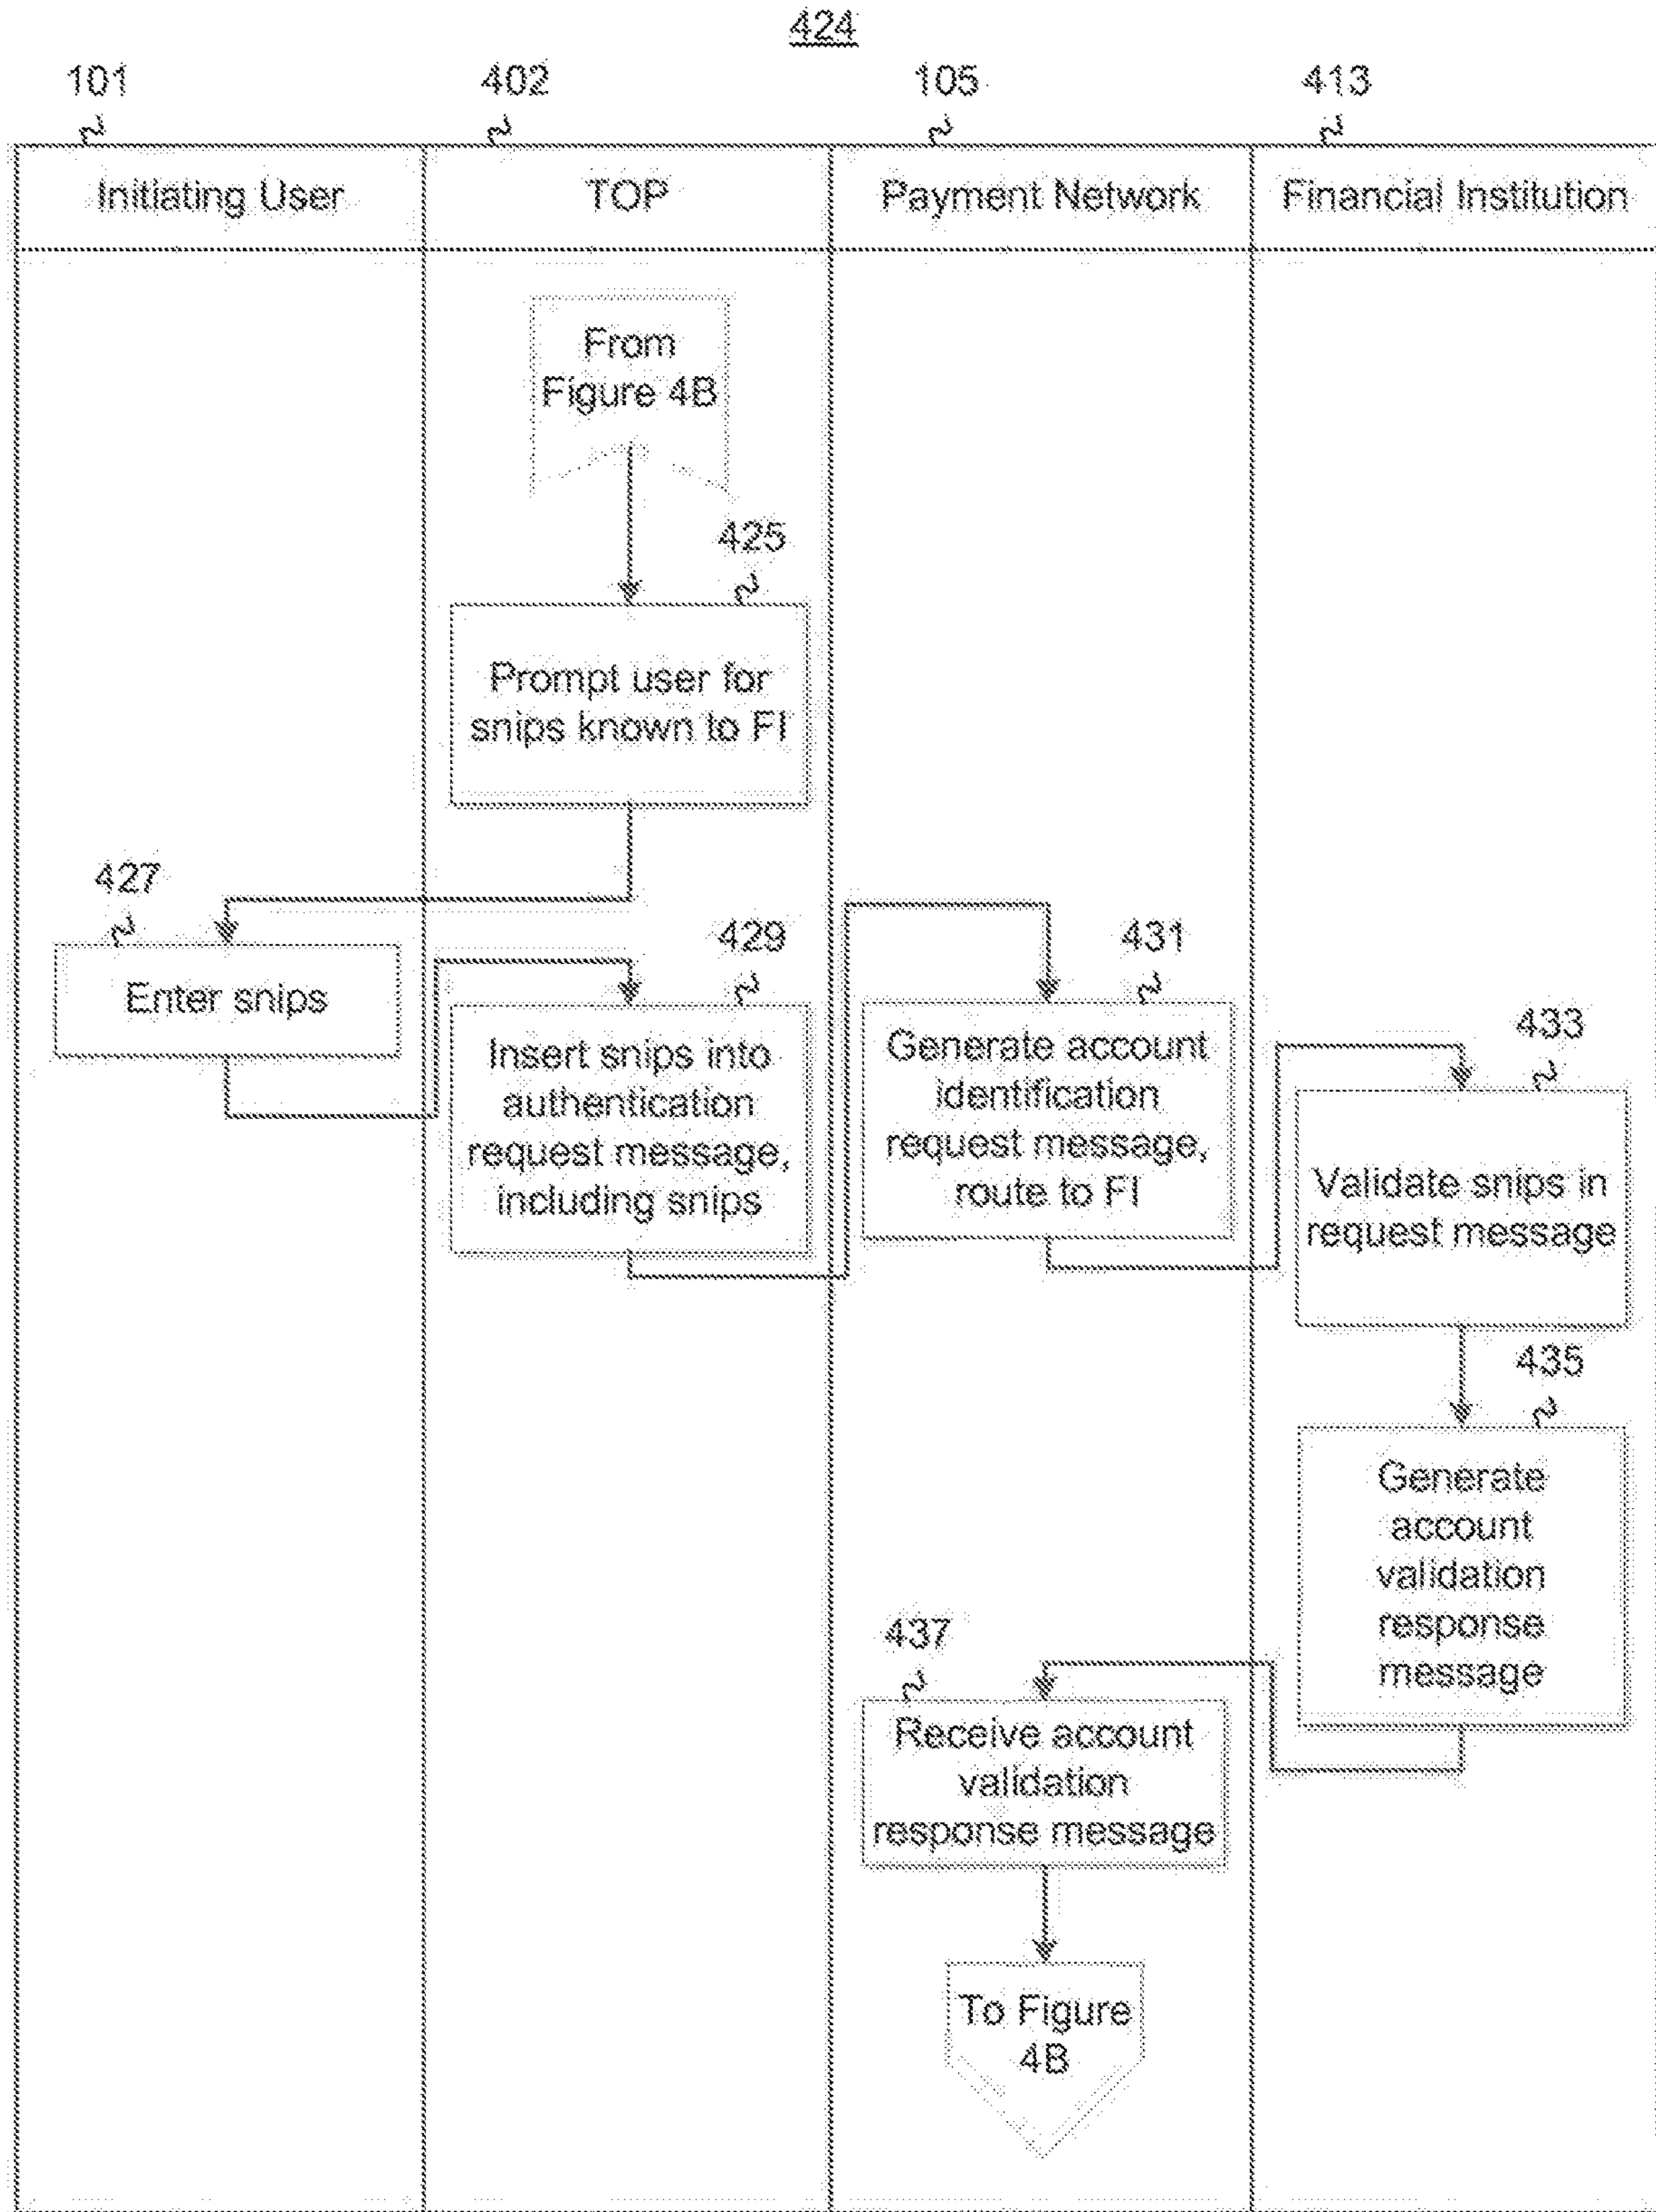 424
101
402
105
413
Initiating User
TOP
Payment Network
Financial Institution
From
Figure 4B
425
Prompt user for
snips known to FI
427
Enter snips
429
Insert snips into
authentication
request message,
including snips
431
Generate account
identification
request message,
route to FI
433
Validate snips in
request message
435
Generate
account
validation
response
message
437
Receive account
validation
response message
To Figure
4B